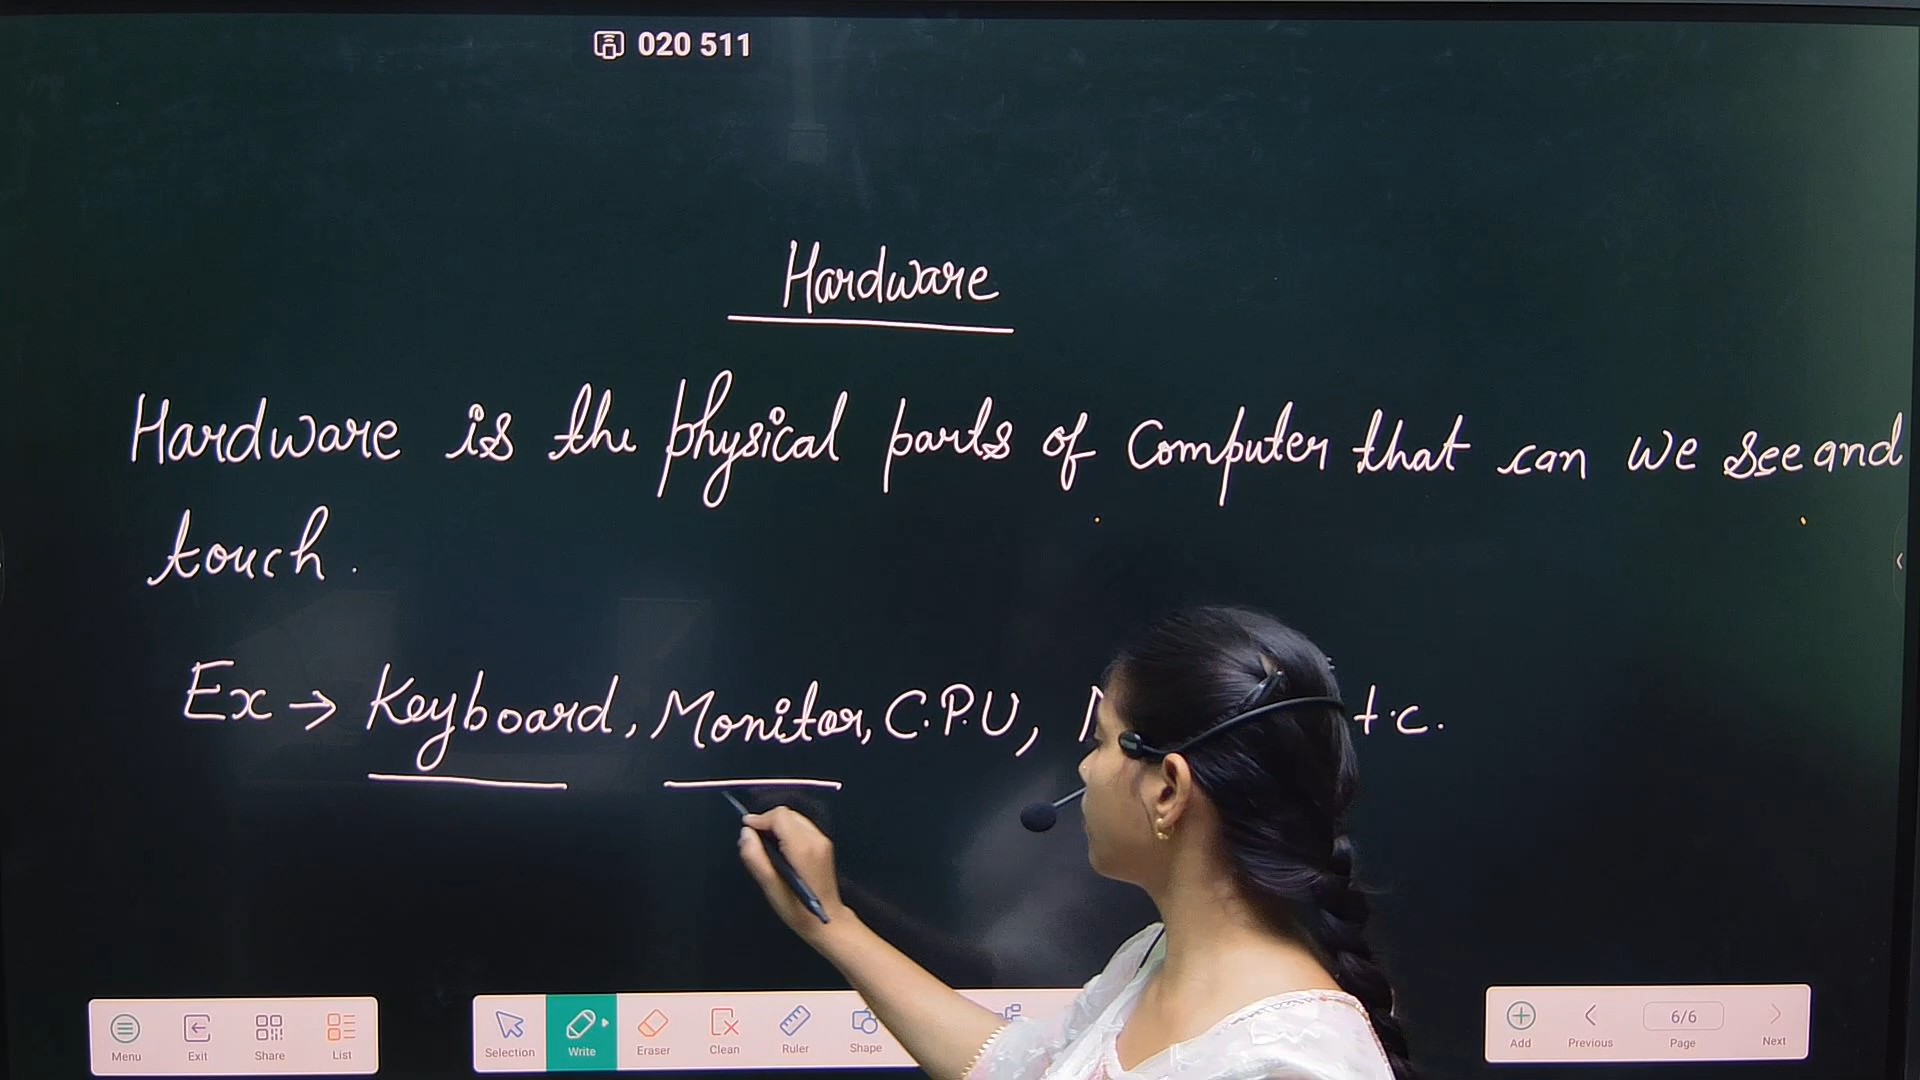 020 511
Hardware
Hardware is the physical parts of Computer that can we see and
touch.
Ex → Keyboard, Monitor, C.P.U, t.c.
Menu Exit Share List Selection Write Eraser Clean Ruler Shape Add Previous 6/6 Page Next